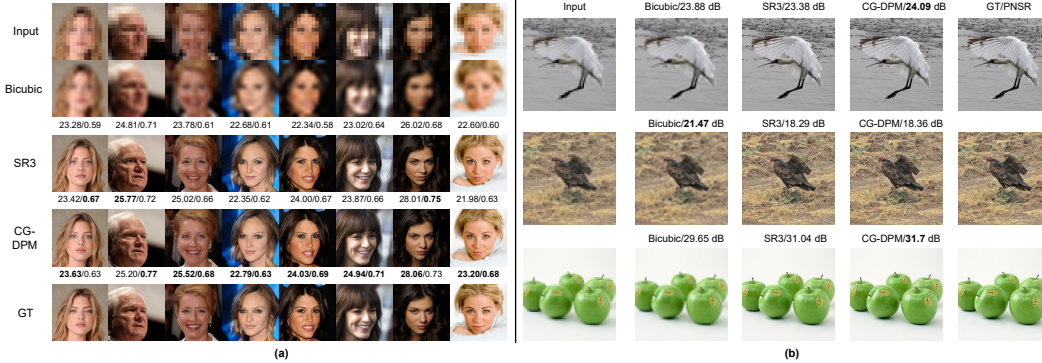 Input
Bicubic
23.28/0.59 24.81/0.71 23.78/0.61 22.68/0.61 22.34/0.58 23.02/0.64 26.02/0.68 22.60/0.60
SR3
23.42/0.67 25.77/0.72 25.02/0.66 22.35/0.62 24.00/0.67 23.87/0.66 28.01/0.75 21.98/0.63
CG-
DPM
23.63/0.63 25.20/0.77 25.52/0.68 22.79/0.63 24.03/0.69 24.94/0.71 28.06/0.73 23.20/0.68
GT
(a)
Input Bicubic/23.88 dB SR3/23.38 dB CG-DPM/24.09 dB GT/PNSR
Bicubic/21.47 dB SR3/18.29 dB CG-DPM/18.36 dB
Bicubic/29.65 dB SR3/31.04 dB CG-DPM/31.7 dB
(b)